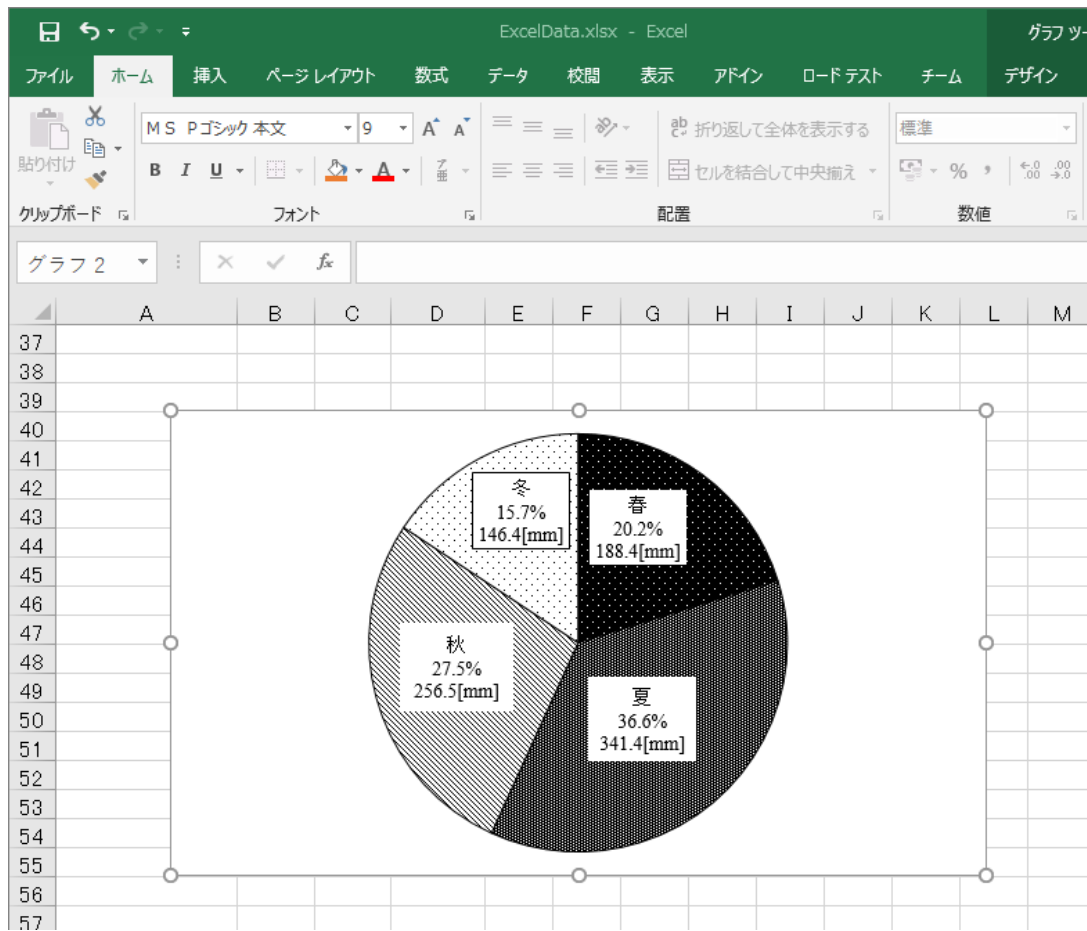 ExcelData.xlsx - Excel
グラフ ツー
ファイル ホーム 挿入 ページ レイアウト 数式 データ 校閲 表示 アドイン ロード テスト チーム デザイン
貼り付け
ＭＳ Ｐゴシック 本文 9 A A
ab 折り返して全体を表示する
標準
B I U A ア亜
セルを結合して中央揃え
% , ←.0 .00 .00 →.0
クリップボード フォント 配置 数値
グラフ 2 fx
A B C D E F G H I J K L M
37
38
39
40
41
42
43
44
45
46
47
48
49
50
51
52
53
54
55
56
57
冬
15.7%
146.4[mm]
春
20.2%
188.4[mm]
秋
27.5%
256.5[mm]
夏
36.6%
341.4[mm]